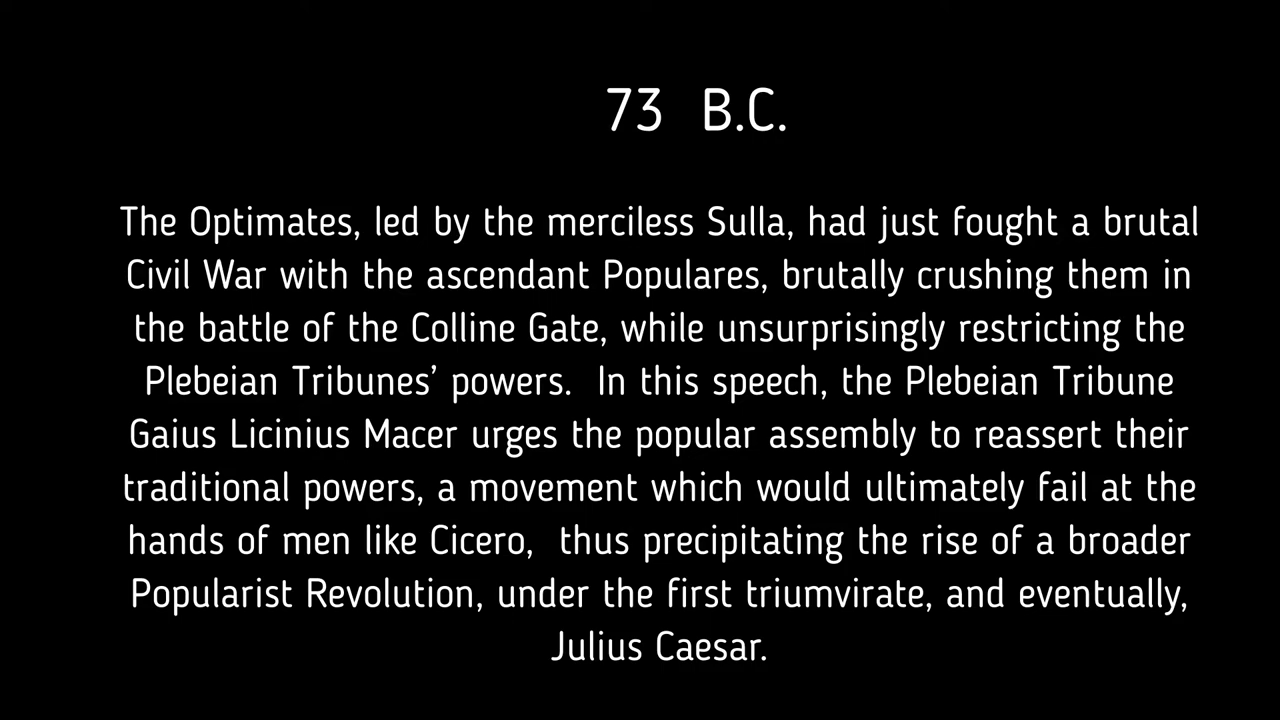 73 B.C.
The Optimates, led by the merciless Sulla, had just fought a brutal
Civil War with the ascendant Populares, brutally crushing them in
the battle of the Colline Gate, while unsurprisingly restricting the
Plebeian Tribunes’ powers. In this speech, the Plebeian Tribune
Gaius Licinius Macer urges the popular assembly to reassert their
traditional powers, a movement which would ultimately fail at the
hands of men like Cicero, thus precipitating the rise of a broader
Popularist Revolution, under the first triumvirate, and eventually,
Julius Caesar.